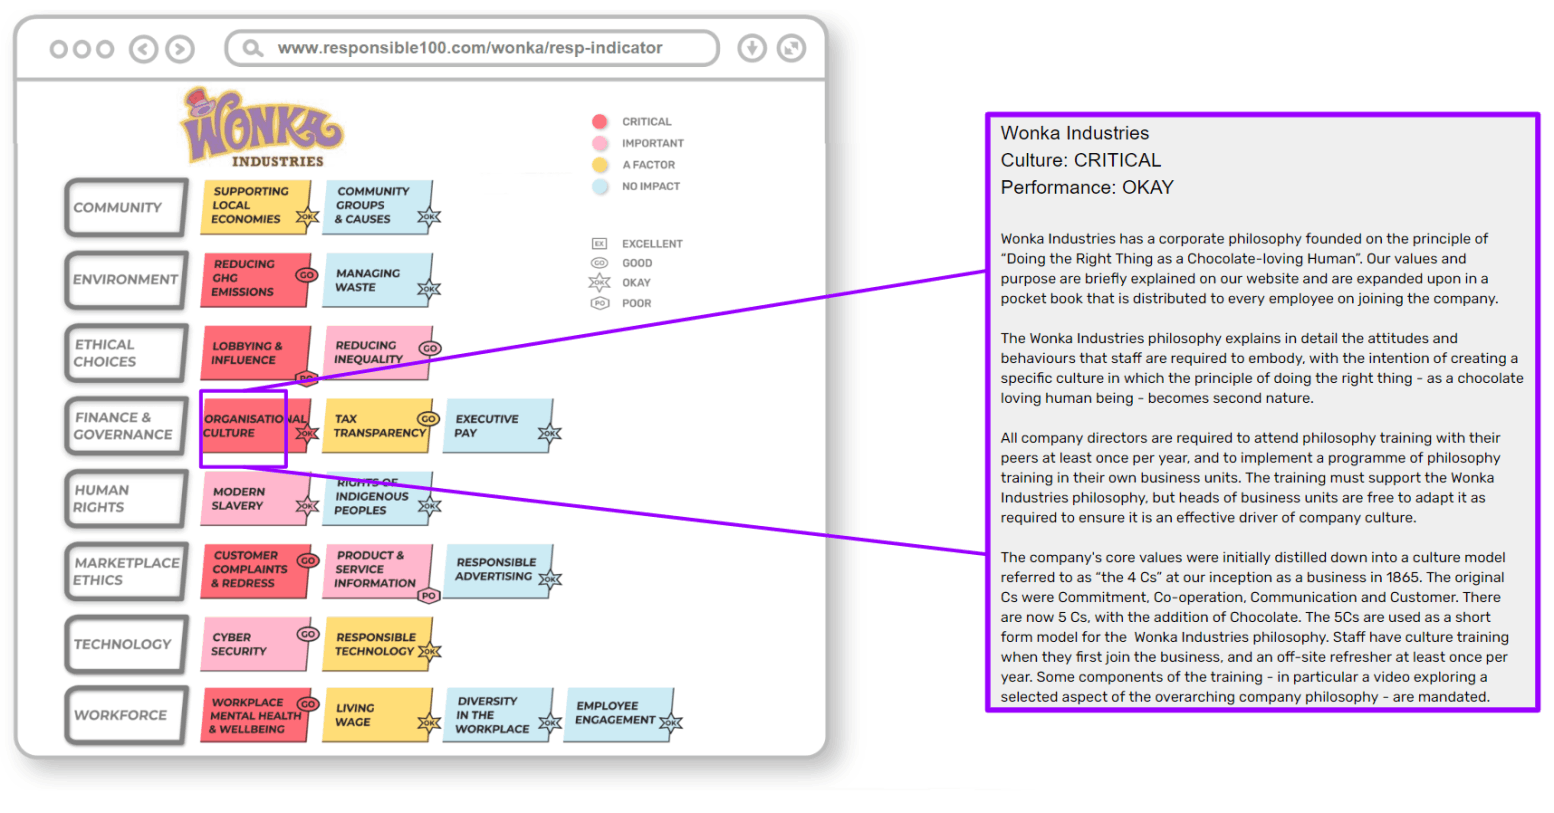 www.responsible100.com/wonka/resp-indicator
WONKA
INDUSTRIES
CRITICAL
IMPORTANT
A FACTOR
NO IMPACT
EX EXCELLENT
GO GOOD
OK OKAY
PO POOR
COMMUNITY
SUPPORTING
LOCAL
ECONOMIES
OK
COMMUNITY
GROUPS
& CAUSES
OK
ENVIRONMENT
REDUCING
GHG
EMISSIONS
GO
MANAGING
WASTE
OK
ETHICAL
CHOICES
LOBBYING &
INFLUENCE
PO
REDUCING
INEQUALITY
GO
FINANCE &
GOVERNANCE
ORGANISATIONAL
CULTURE
OK
TAX
TRANSPARENCY
GO
EXECUTIVE
PAY
OK
HUMAN
RIGHTS
MODERN
SLAVERY
OK
RIGHTS OF
INDIGENOUS
PEOPLES
OK
MARKETPLACE
ETHICS
CUSTOMER
COMPLAINTS
& REDRESS
GO
PRODUCT &
SERVICE
INFORMATION
PO
RESPONSIBLE
ADVERTISING
OK
TECHNOLOGY
CYBER
SECURITY
GO
RESPONSIBLE
TECHNOLOGY
OK
WORKFORCE
WORKPLACE
MENTAL HEALTH
& WELLBEING
GO
LIVING
WAGE
OK
DIVERSITY
IN THE
WORKPLACE
OK
EMPLOYEE
ENGAGEMENT
OK
Wonka Industries
Culture: CRITICAL
Performance: OKAY
Wonka Industries has a corporate philosophy founded on the principle of
“Doing the Right Thing as a Chocolate-loving Human”. Our values and
purpose are briefly explained on our website and are expanded upon in a
pocket book that is distributed to every employee on joining the company.
The Wonka Industries philosophy explains in detail the attitudes and
behaviours that staff are required to embody, with the intention of creating a
specific culture in which the principle of doing the right thing - as a chocolate
loving human being - becomes second nature.
All company directors are required to attend philosophy training with their
peers at least once per year, and to implement a programme of philosophy
training in their own business units. The training must support the Wonka
Industries philosophy, but heads of business units are free to adapt it as
required to ensure it is an effective driver of company culture.
The company's core values were initially distilled down into a culture model
referred to as “the 4 Cs” at our inception as a business in 1865. The original
Cs were Commitment, Co-operation, Communication and Customer. There
are now 5 Cs, with the addition of Chocolate. The 5Cs are used as a short
form model for the Wonka Industries philosophy. Staff have culture training
when they first join the business, and an off-site refresher at least once per
year. Some components of the training - in particular a video exploring a
selected aspect of the overarching company philosophy - are mandated.